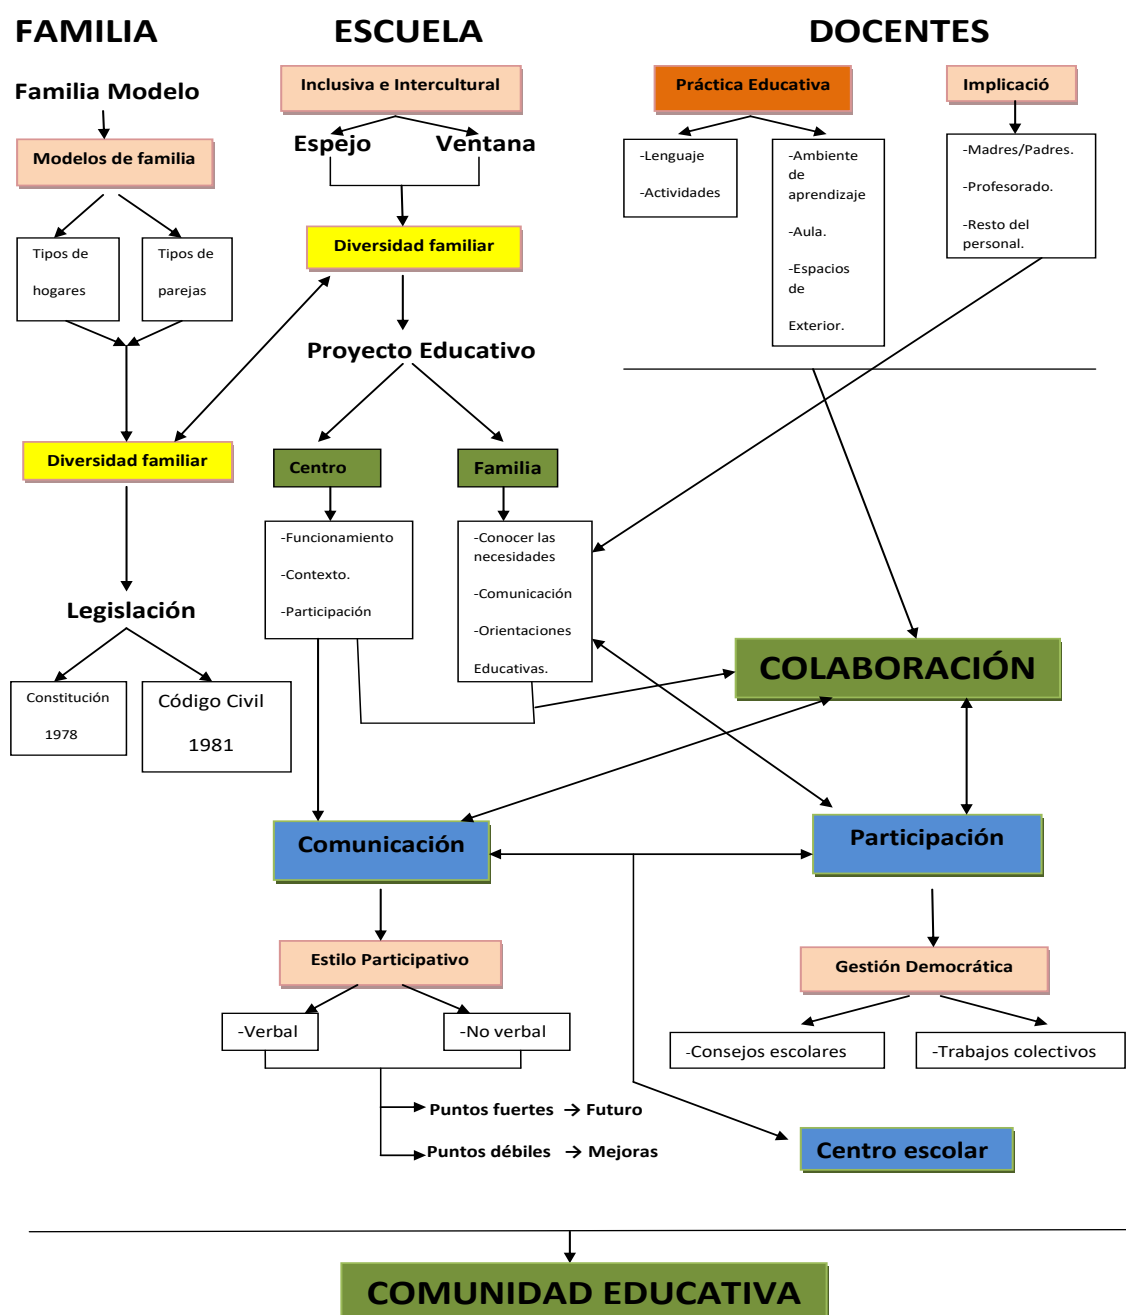 FAMILIA
ESCUELA
DOCENTES
Familia Modelo
Inclusiva e Intercultural
Práctica Educativa
Implicació
Modelos de familia
Espejo
Ventana
-Lenguaje
-Actividades
-Ambiente
de
aprendizaje
-Aula.
-Espacios
de
Exterior.
-Madres/Padres.
-Profesorado.
-Resto del
personal.
Tipos de
hogares
Tipos de
parejas
Diversidad familiar
Proyecto Educativo
Diversidad familiar
Centro
Familia
-Funcionamiento
-Contexto.
-Participación
-Conocer las
necesidades
-Comunicación
-Orientaciones
Educativas.
Legislación
Constitución
1978
Código Civil
1981
COLABORACIÓN
Comunicación
Participación
Estilo Participativo
Gestión Democrática
-Verbal
-No verbal
-Consejos escolares
-Trabajos colectivos
Puntos fuertes → Futuro
Puntos débiles → Mejoras
Centro escolar
COMUNIDAD EDUCATIVA